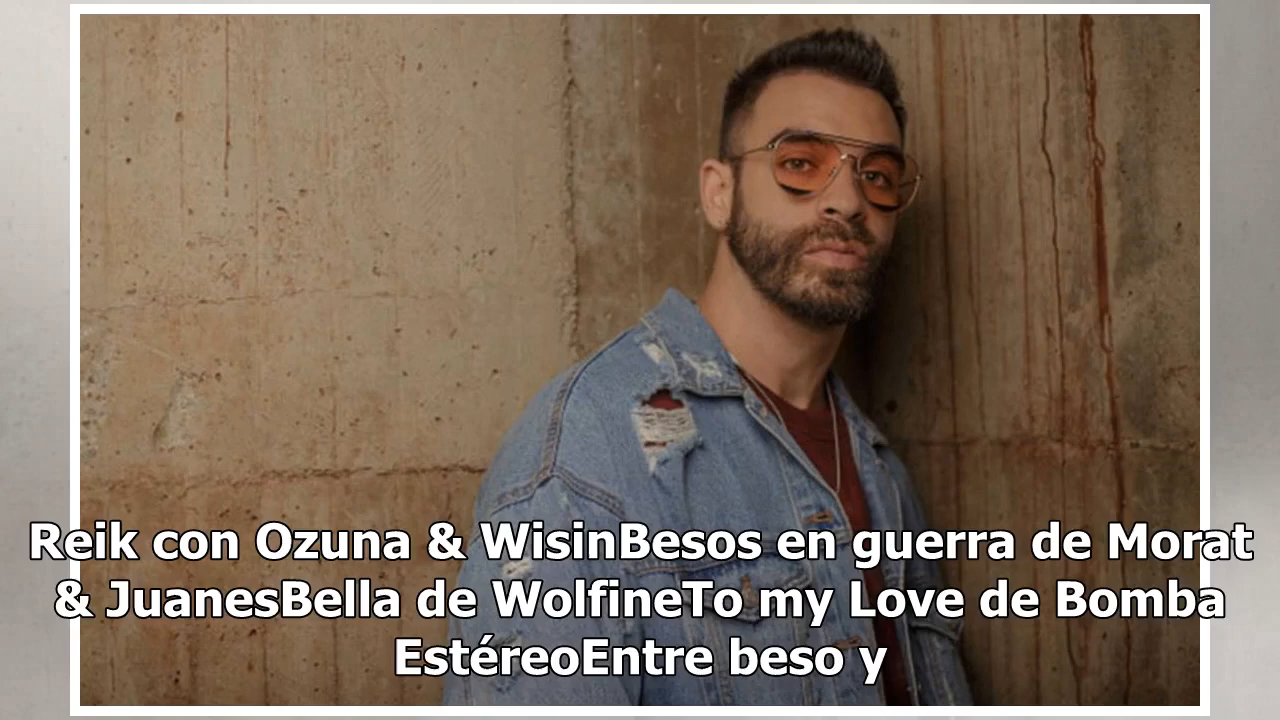 Reik con Ozuna & WisinBesos en guerra de Morat
& JuanesBella de WolfineTo my Love de Bomba
EstéreoEntre beso y